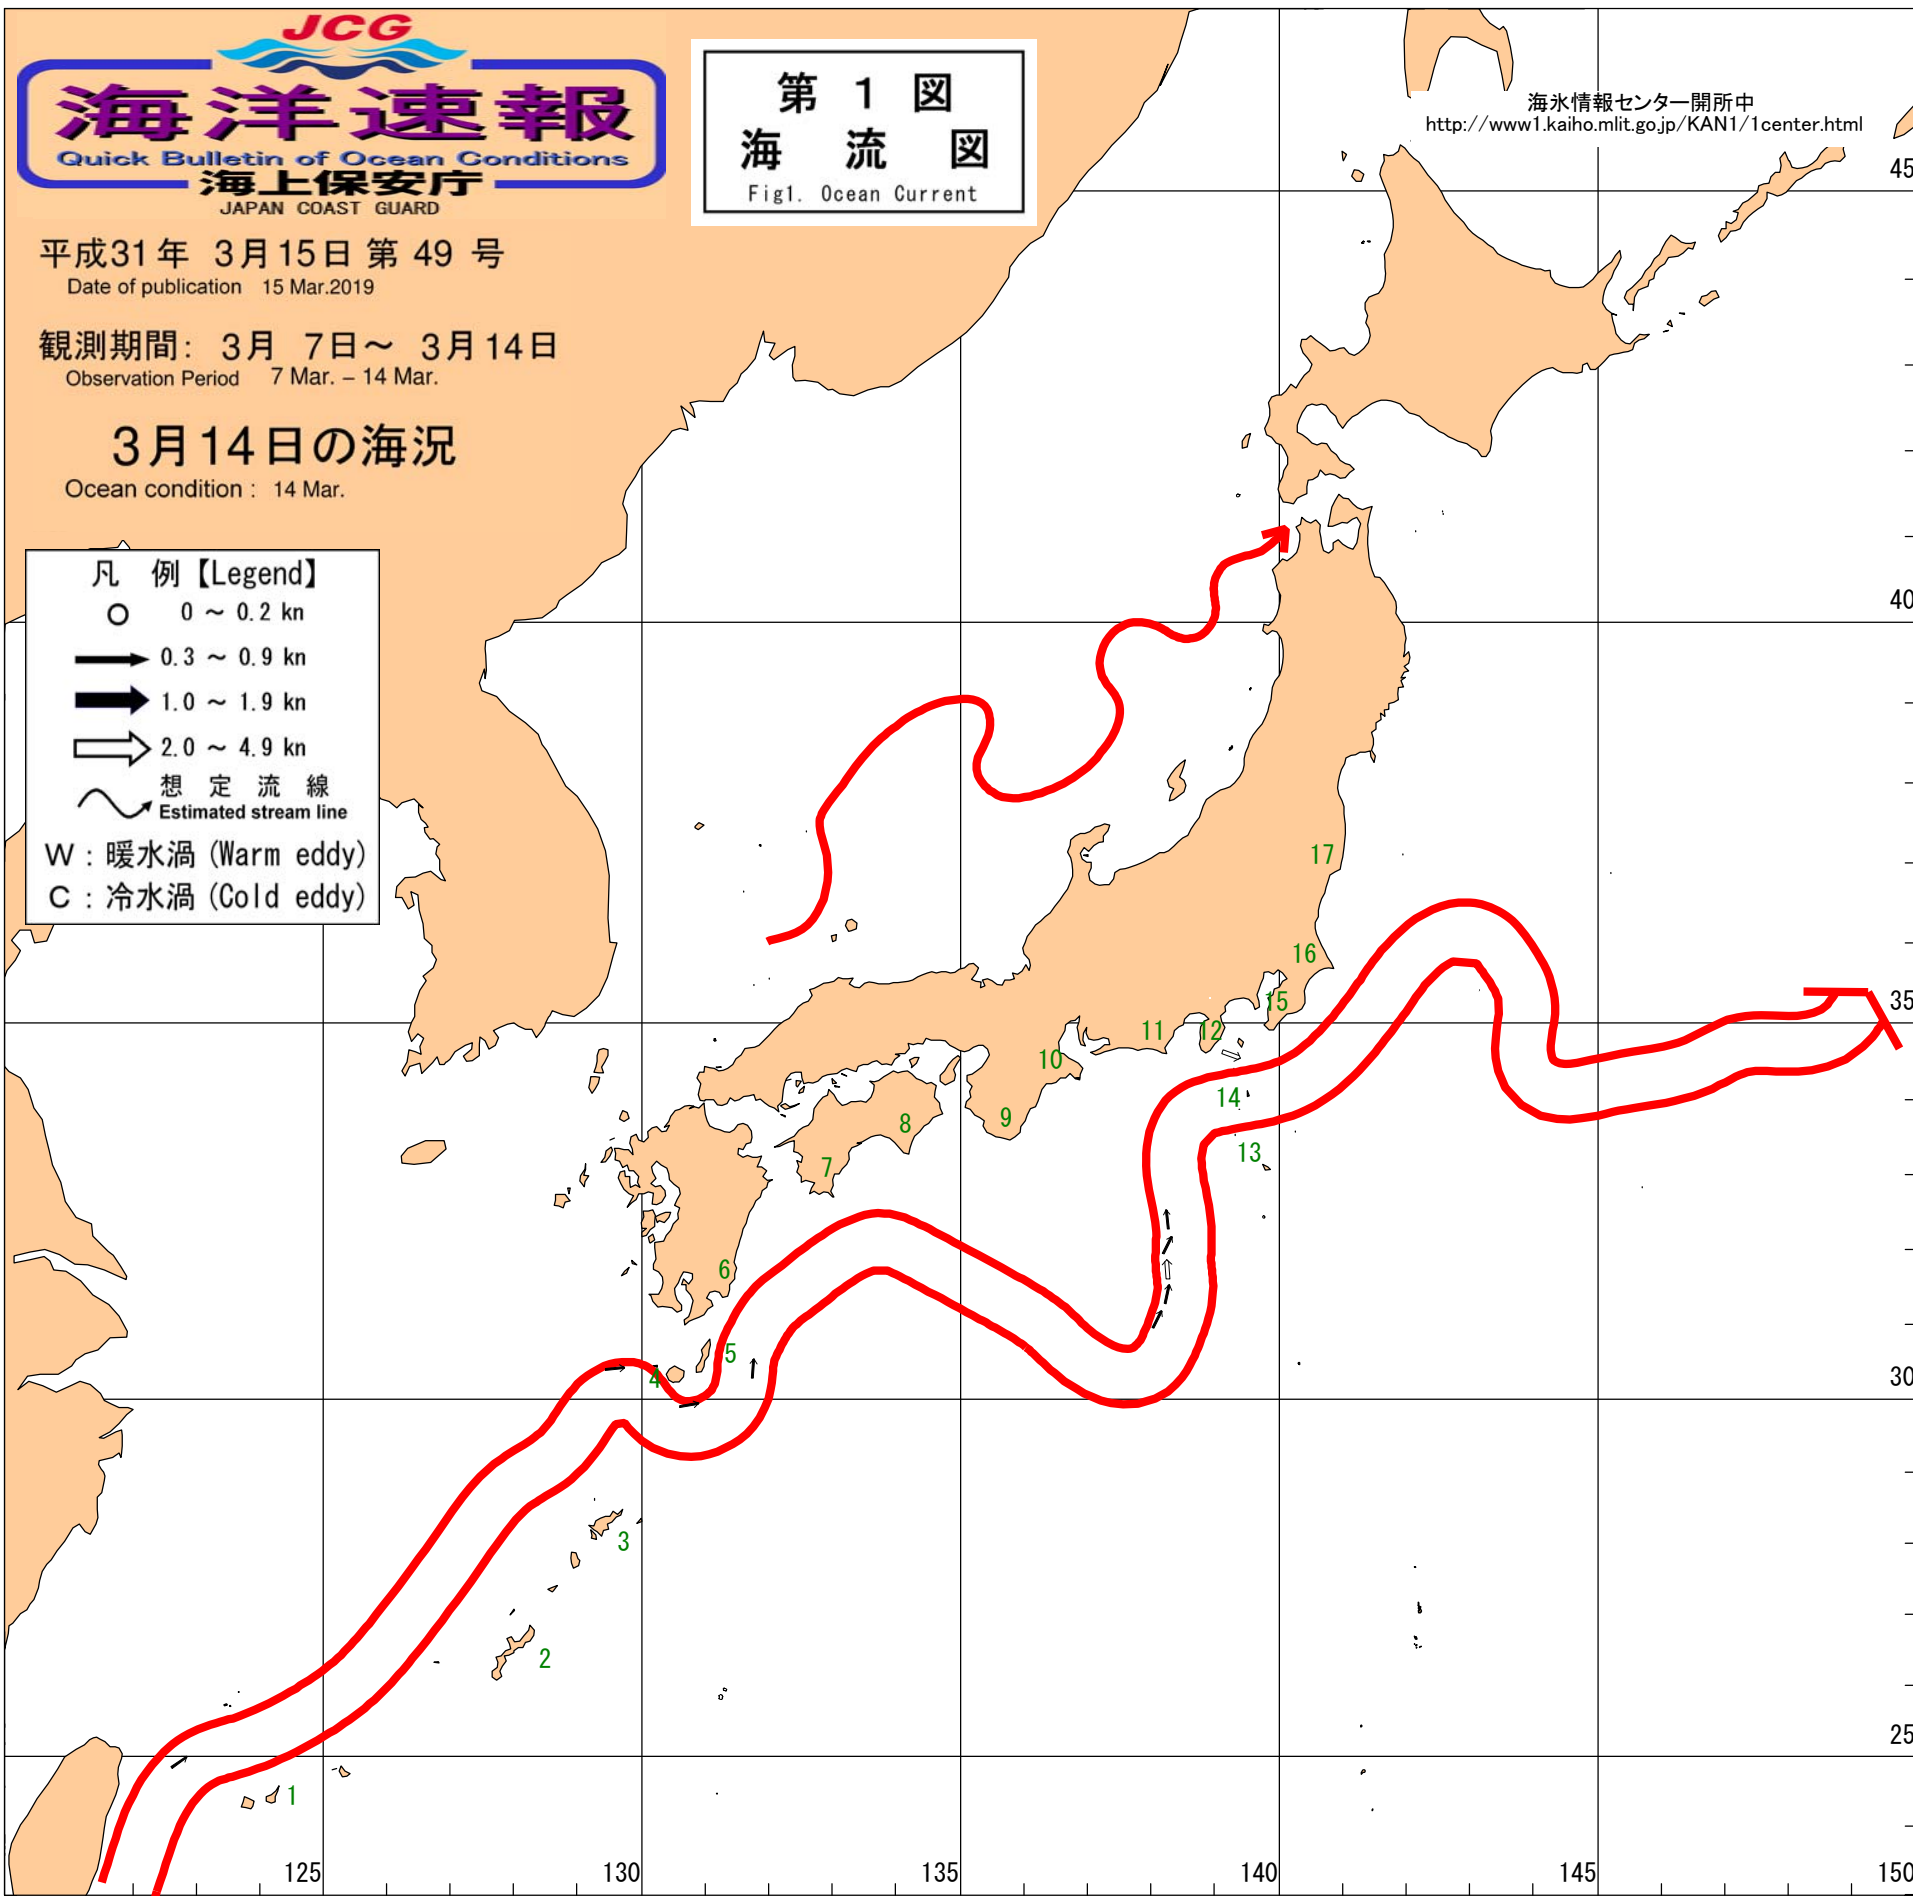 JCG
海洋速報
Quick Bulletin of Ocean Conditions
海上保安庁
JAPAN COAST GUARD
第 1 図
海 流 図
Fig1. Ocean Current
海氷情報センター開所中
http://www1.kaiho.mlit.go.jp/KAN1/1center.html
平成31年 3月15日 第 49 号
Date of publication 15 Mar.2019
観測期間: 3月 7日～ 3月14日
Observation Period 7 Mar. – 14 Mar.
3月14日の海況
Ocean condition : 14 Mar.
凡 例【Legend】
0 ～ 0.2 kn
0.3 ～ 0.9 kn
1.0 ～ 1.9 kn
2.0 ～ 4.9 kn
想 定 流 線
Estimated stream line
W : 暖水渦 (Warm eddy)
C : 冷水渦 (Cold eddy)
45
40
35
30
25
17
16
15
12
11
10
14
13
9
8
7
6
5
4
3
2
1
125
130
135
140
145
150